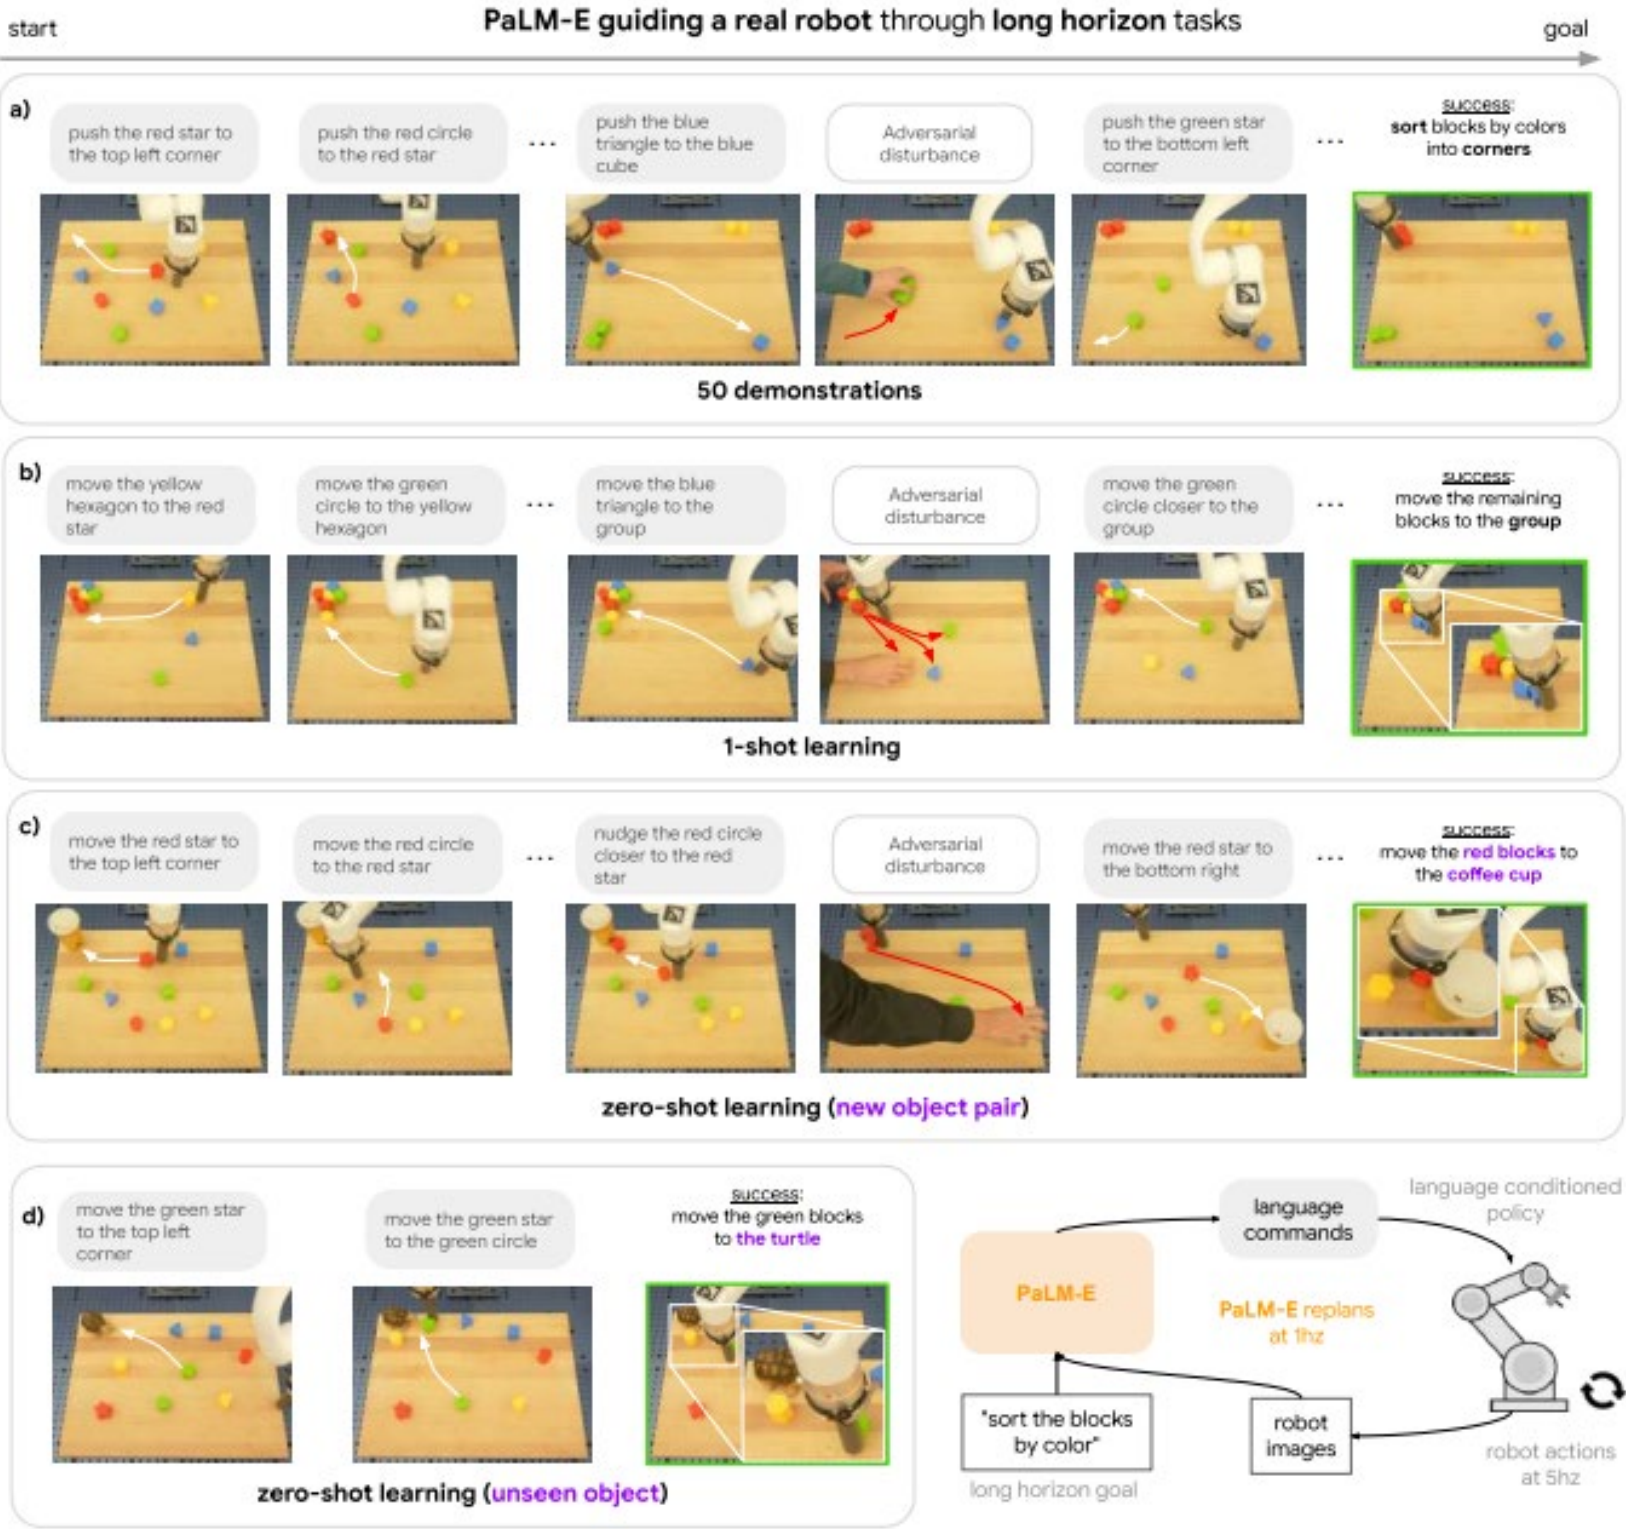 PaLM-E guiding a real robot through long horizon tasks
start
goal
a)
push the red star to
the top left corner
push the red circle
to the red star
...
push the blue
triangle to the blue
cube
Adversarial
disturbance
push the green star
to the bottom left
corner
...
success:
sort blocks by colors
into corners
50 demonstrations
b)
move the yellow
hexagon to the red
star
move the green
circle to the yellow
hexagon
...
move the blue
triangle to the
group
Adversarial
disturbance
move the green
circle closer to the
group
...
success:
move the remaining
blocks to the group
1-shot learning
c)
move the red star to
the top left corner
move the red circle
to the red star
...
nudge the red circle
closer to the red
star
Adversarial
disturbance
move the red star to
the bottom right
...
success:
move the red blocks to
the coffee cup
zero-shot learning (new object pair)
d)
move the green star
to the top left
corner
move the green star
to the green circle
success:
move the green blocks
to the turtle
zero-shot learning (unseen object)
language conditioned
policy
language
commands
PaLM-E
PaLM-E replans
at 1hz
"sort the blocks
by color"
long horizon goal
robot
images
robot actions
at 5hz